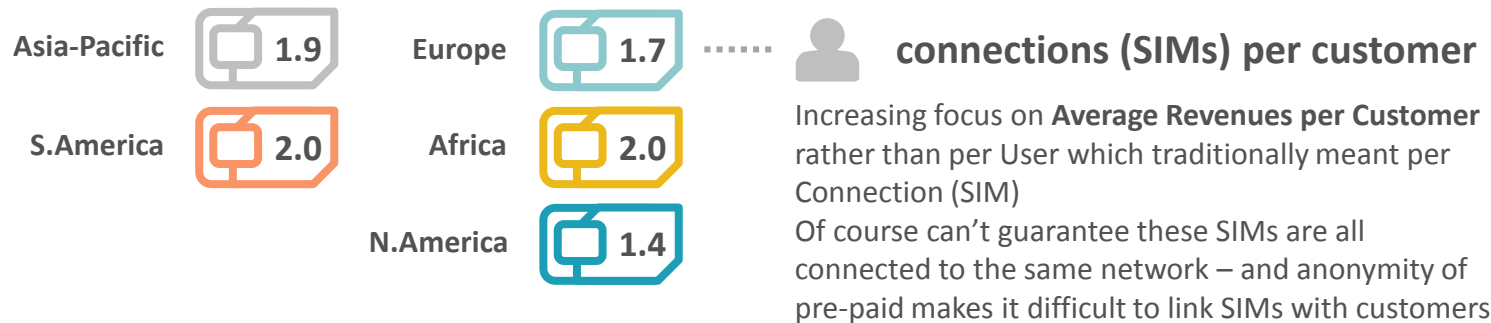 Asia-Pacific 1.9 Europe 1.7 connections (SIMs) per customer
S.America 2.0 Africa 2.0
N.America 1.4
Increasing focus on Average Revenues per Customer
rather than per User which traditionally meant per
Connection (SIM)
Of course can’t guarantee these SIMs are all
connected to the same network – and anonymity of
pre-paid makes it difficult to link SIMs with customers